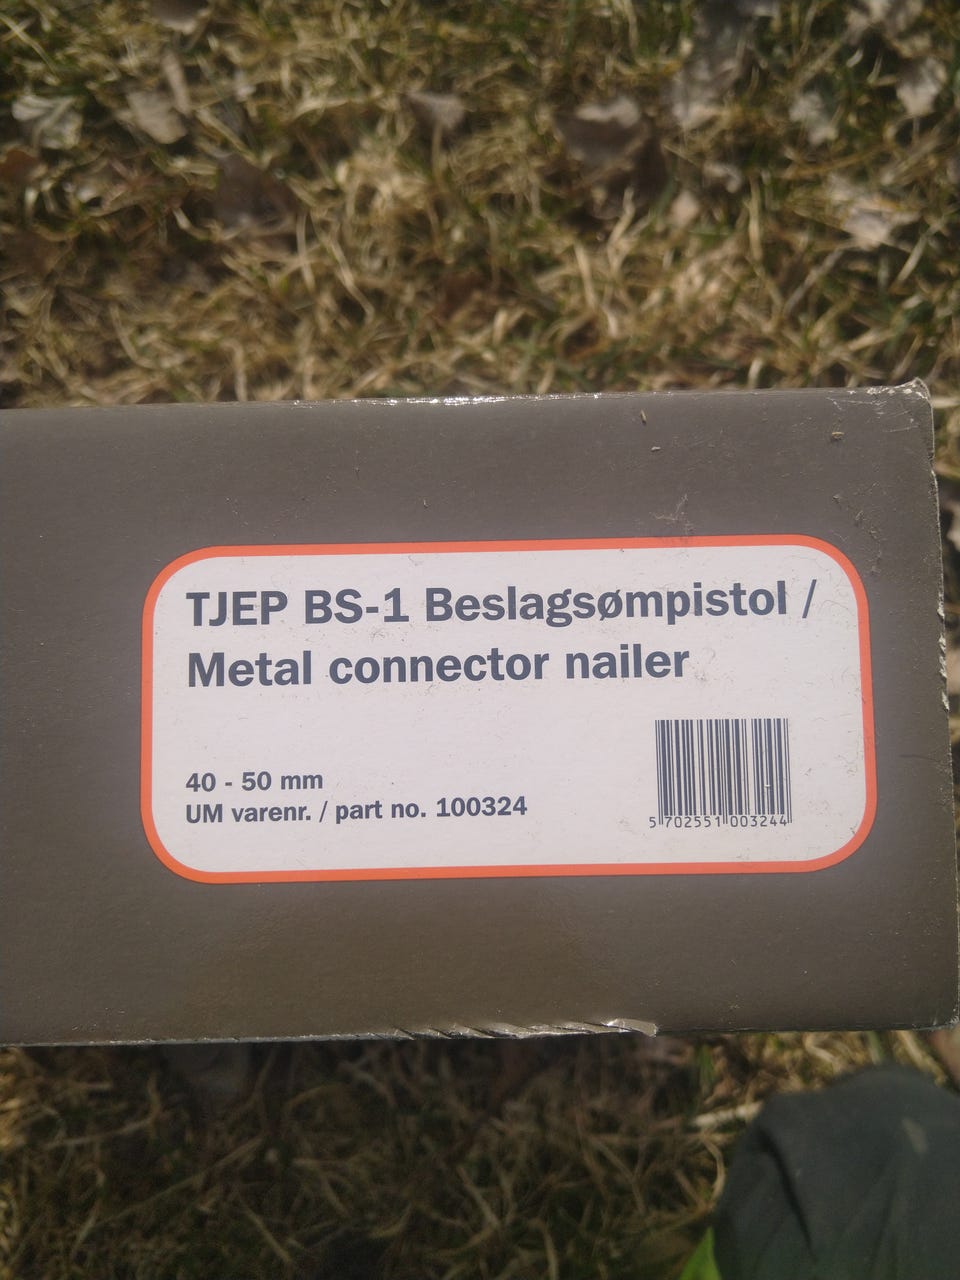 TJEP BS-1 Beslagsømpistol /
Metal connector nailer
40 - 50 mm
UM varenr. / part no. 100324
5 702551 003244